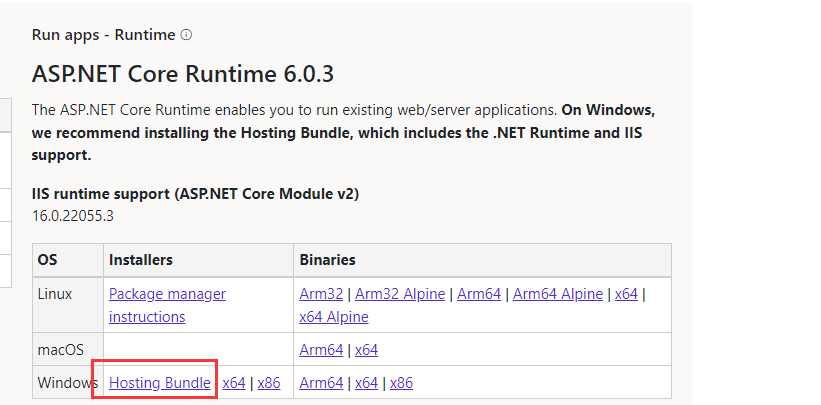 Run apps - Runtime ⓘ
ASP.NET Core Runtime 6.0.3
The ASP.NET Core Runtime enables you to run existing web/server applications. On Windows,
we recommend installing the Hosting Bundle, which includes the .NET Runtime and IIS
support.
IIS runtime support (ASP.NET Core Module v2)
16.0.22055.3
OS Installers Binaries
Linux Package manager instructions Arm32 | Arm32 Alpine | Arm64 | Arm64 Alpine | x64 |
x64 Alpine
macOS Arm64 | x64
Windows Hosting Bundle x64 | x86 Arm64 | x64 | x86